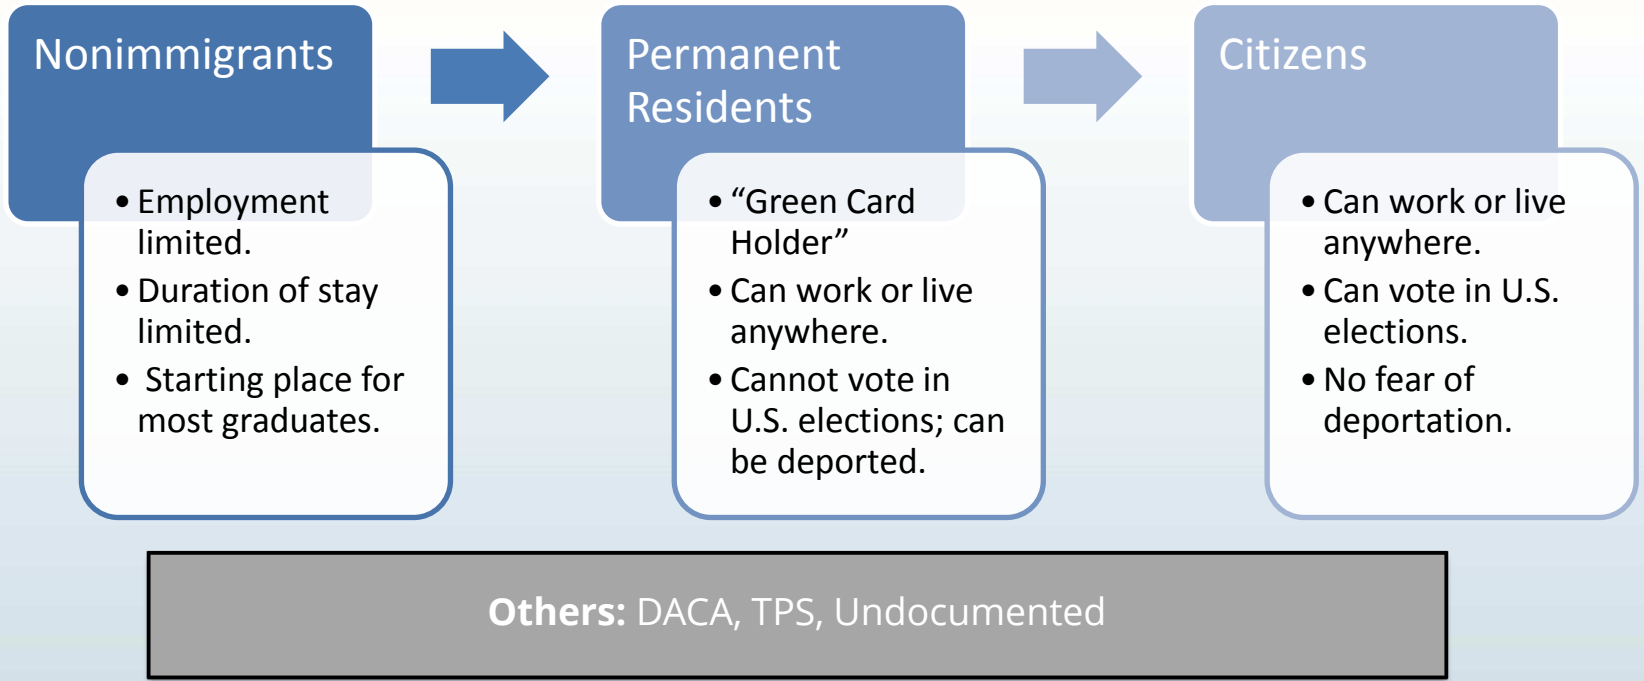 Nonimmigrants
• Employment
limited.
• Duration of stay
limited.
• Starting place for
most graduates.
Permanent
Residents
• “Green Card
Holder”
• Can work or live
anywhere.
• Cannot vote in
U.S. elections; can
be deported.
Citizens
• Can work or live
anywhere.
• Can vote in U.S.
elections.
• No fear of
deportation.
Others: DACA, TPS, Undocumented